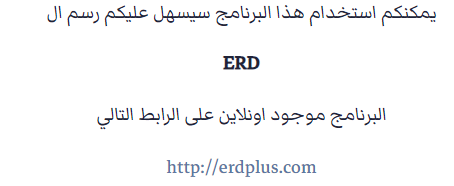 يمكنكم استخدام هذا البرنامج سيسهل عليكم رسم ال
ERD
البرنامج موجود اونلاين على الرابط التالي
http://erdplus.com